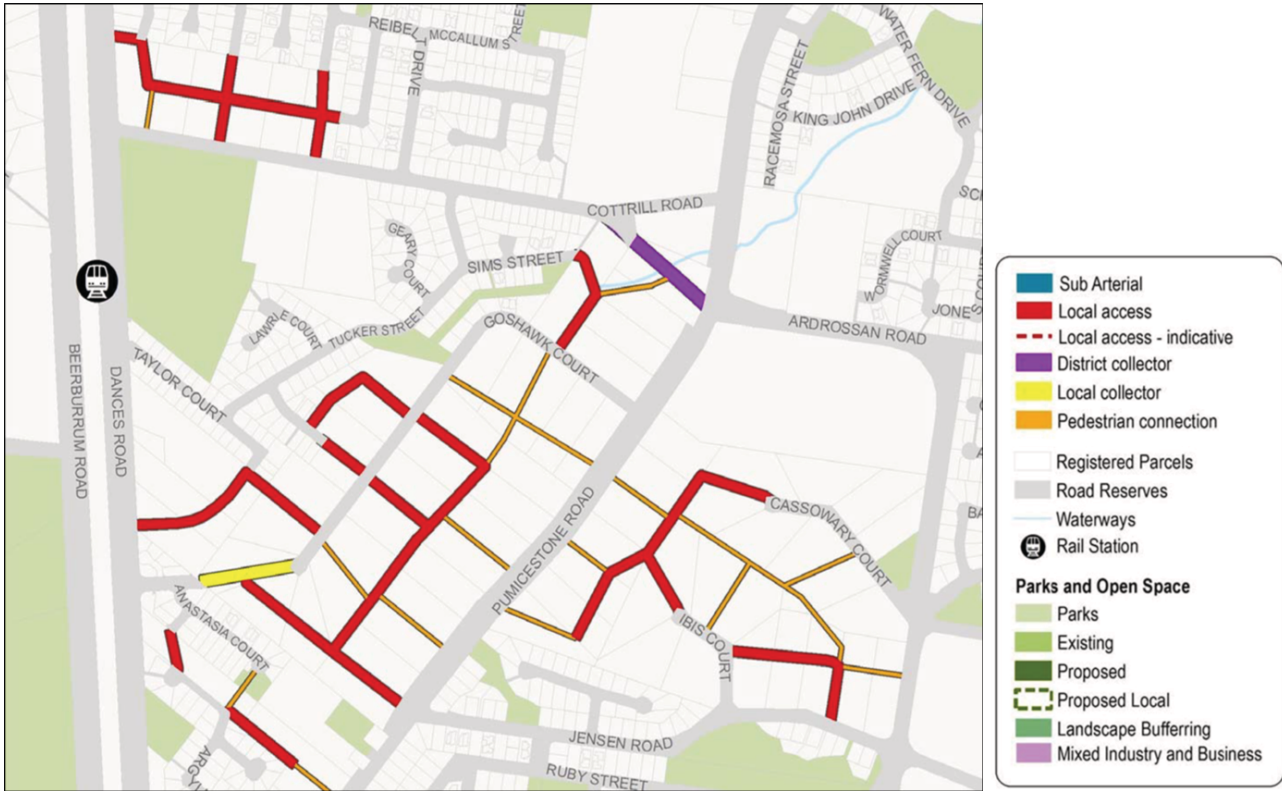 REIBELT DRIVE
MCCALLUM STREET
WATER FERN DRIVE
RACEMOSA STREET
KING JOHN DRIVE
COTTRILL ROAD
GEARY COURT
SIMS STREET
WORMWELL COURT
JONE
S COURT
LAWRIE COURT
TUCKER STREET
GOSHAWK COURT
ARDROSSAN ROAD
TAYLOR COURT
BEERBURRUM ROAD
DANCES ROAD
PUMICESTONE ROAD
CASSOWARY COURT
BA
ANASTASIA COURT
IBIS COURT
JENSEN ROAD
RUBY STREET
Sub Arterial
Local access
Local access - indicative
District collector
Local collector
Pedestrian connection
Registered Parcels
Road Reserves
Waterways
Rail Station
Parks and Open Space
Parks
Existing
Proposed
Proposed Local
Landscape Bufferring
Mixed Industry and Business